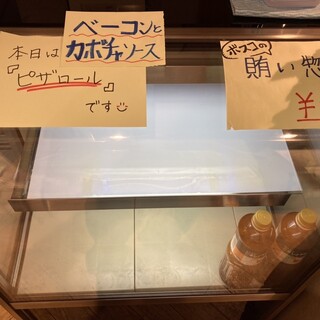 ベーコンと
カボチャソース
本日は
『ピザロール』
です
ボココの
賄い惣
¥